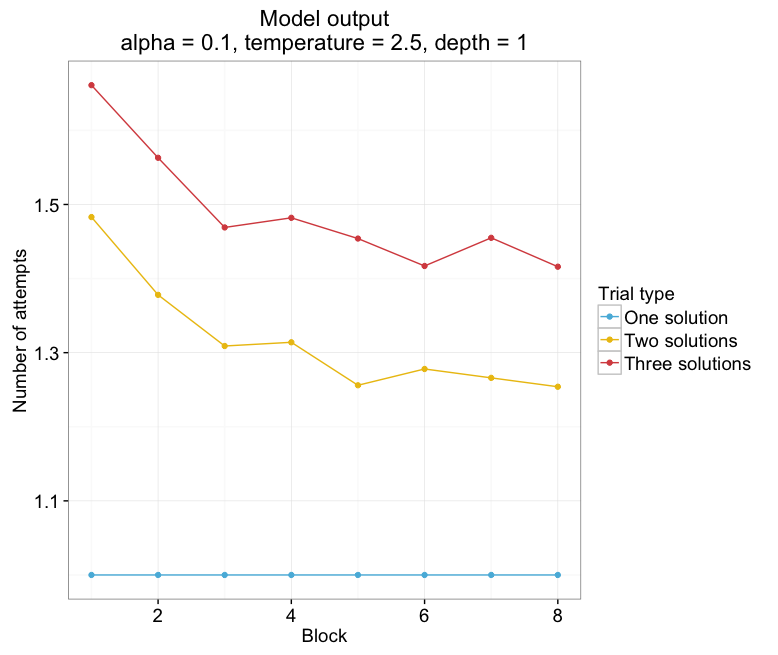 Model output
alpha = 0.1, temperature = 2.5, depth = 1
Number of attempts
1.5
1.3
1.1
2
4
6
8
Block
Trial type
One solution
Two solutions
Three solutions